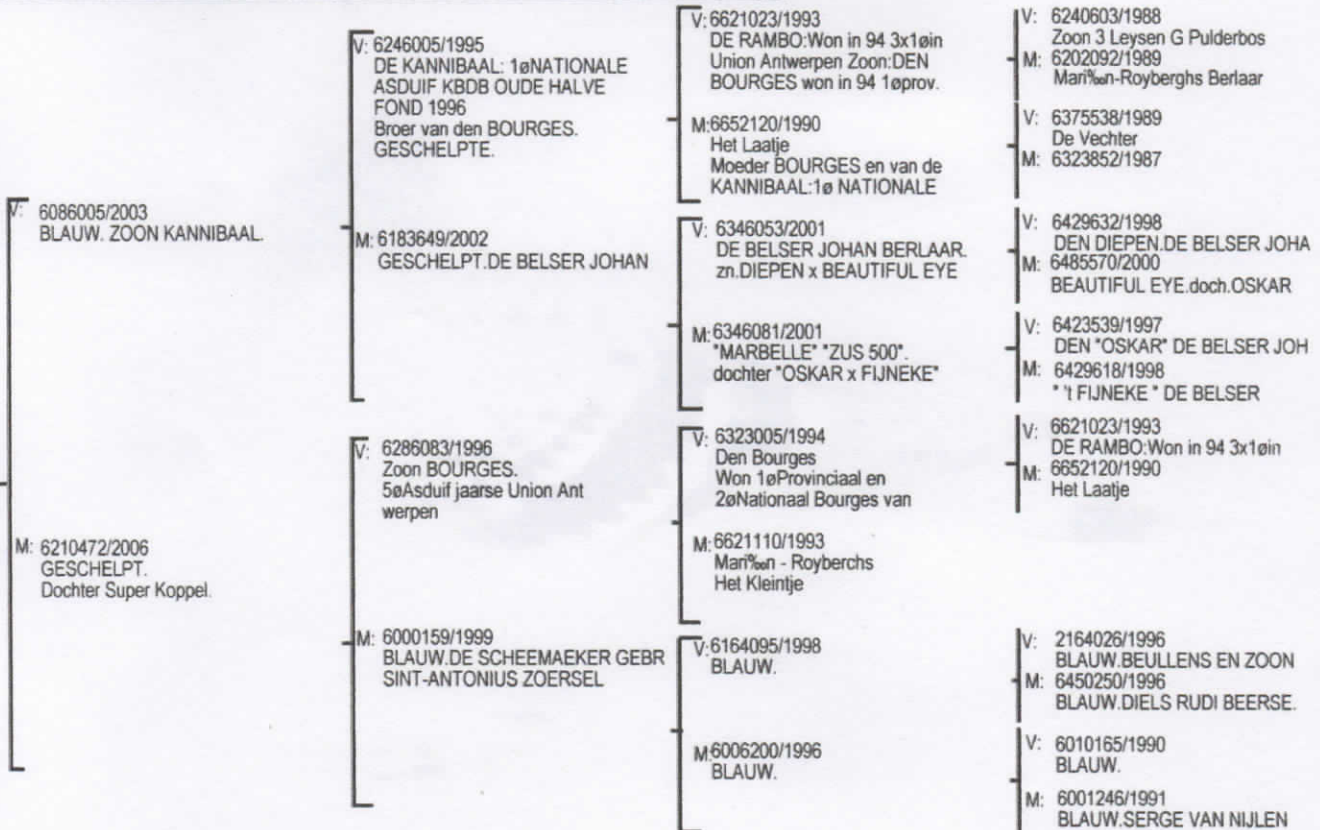 V: 6086005/2003
BLAUW. ZOON KANNIBAAL.
M: 6210472/2006
GESCHELPT.
Dochter Super Koppel.
V: 6246005/1995
DE KANNIBAAL: 1øNATIONALE
ASDUIF KBDB OUDE HALVE
FOND 1996
Broer van den BOURGES.
GESCHELPTE.
M: 6183649/2002
GESCHELPT.DE BELSER JOHAN
V: 6286083/1996
Zoon BOURGES.
5øAsduif jaarse Union Ant
werpen
M: 6000159/1999
BLAUW.DE SCHEEMAEKER GEBR
SINT-ANTONIUS ZOERSEL
V: 6621023/1993
DE RAMBO:Won in 94 3x1øin
Union Antwerpen Zoon:DEN
BOURGES won in 94 1øprov.
M: 6652120/1990
Het Laatje
Moeder BOURGES en van de
KANNIBAAL:1ø NATIONALE
V: 6346053/2001
DE BELSER JOHAN BERLAAR.
zn.DIEPEN x BEAUTIFUL EYE
M: 6346081/2001
"MARBELLE" "ZUS 500".
dochter "OSKAR x FIJNEKE"
V: 6323005/1994
Den Bourges
Won 1øProvinciaal en
2øNationaal Bourges van
M: 6621110/1993
Mari‰n - Royberchs
Het Kleintje
V: 6164095/1998
BLAUW.
M: 6006200/1996
BLAUW.
V: 6240603/1988
Zoon 3 Leysen G Pulderbos
M: 6202092/1989
Mari‰n-Royberghs Berlaar
V: 6375538/1989
De Vechter
M: 6323852/1987
V: 6429632/1998
DEN DIEPEN.DE BELSER JOHA
M: 6485570/2000
BEAUTIFUL EYE.doch.OSKAR
V: 6423539/1997
DEN "OSKAR" DE BELSER JOH
M: 6429618/1998
" 't FIJNEKE " DE BELSER
V: 6621023/1993
DE RAMBO:Won in 94 3x1øin
M: 6652120/1990
Het Laatje
V: 2164026/1996
BLAUW.BEULLENS EN ZOON
M: 6450250/1996
BLAUW.DIELS RUDI BEERSE.
V: 6010165/1990
BLAUW.
M: 6001246/1991
BLAUW.SERGE VAN NIJLEN